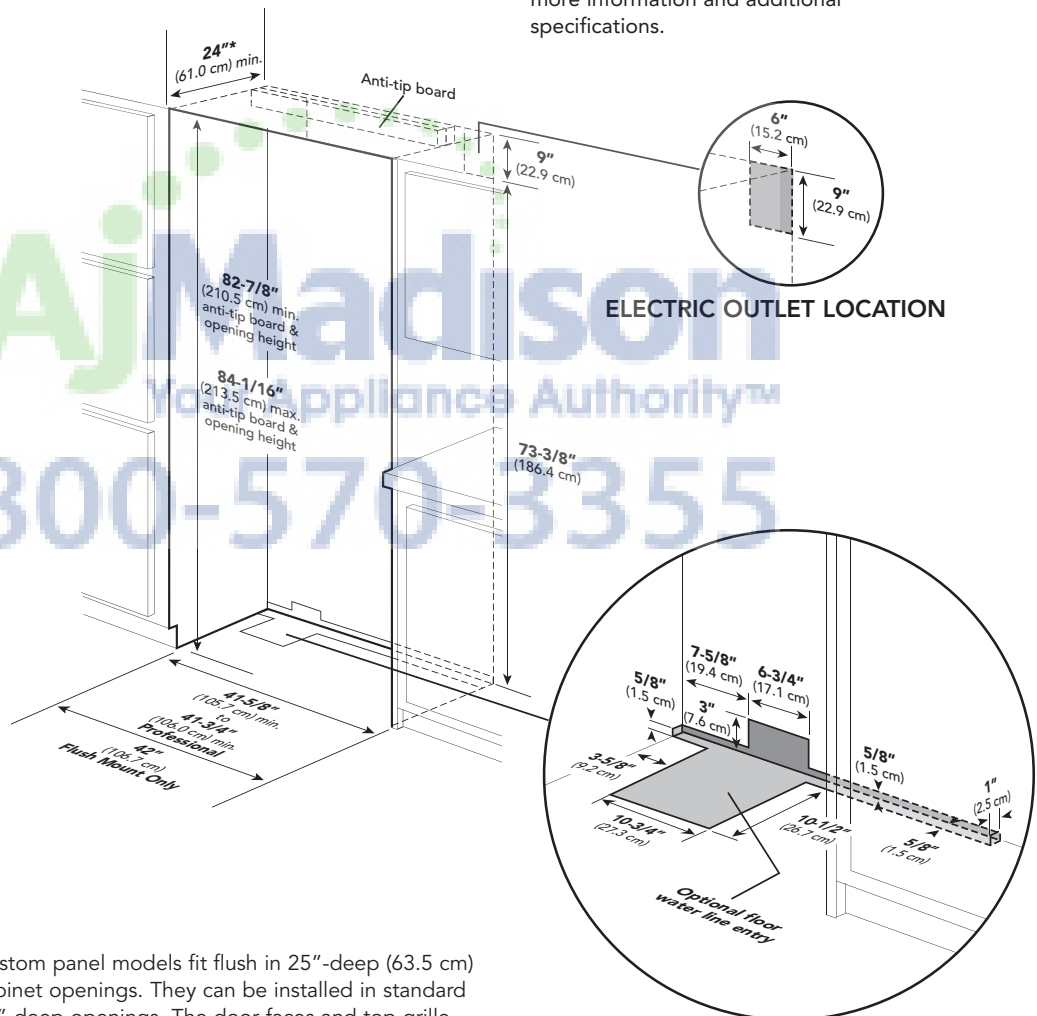 more information and additional
specifications.
24"*
(61.0 cm) min.
Anti-tip board
9"
(22.9 cm)
6"
(15.2 cm)
9"
(22.9 cm)
ELECTRIC OUTLET LOCATION
82-7/8"
(210.5 cm) min.
anti-tip board &
opening height
84-1/16"
(213.5 cm) max.
anti-tip board &
opening height
AjMadison
Your Appliance Authority™
800-570-3355
73-3/8"
(186.4 cm)
41-5/8"
(105.7 cm) min.
to
41-3/4"
(106.0 cm) min.
Professional
42"
(106.7 cm)
Flush Mount Only
7-5/8"
(19.4 cm)
6-3/4"
(17.1 cm)
5/8"
(1.5 cm)
3"
(7.6 cm)
3-5/8"
(9.2 cm)
5/8"
(1.5 cm)
1"
(2.5 cm)
10-3/4"
(27.3 cm)
10-1/2"
(26.7 cm)
5/8"
(1.5 cm)
Optional floor
water line entry
stom panel models fit flush in 25"-deep (63.5 cm)
binet openings. They can be installed in standard
"-deep openings. The door faces and top grille